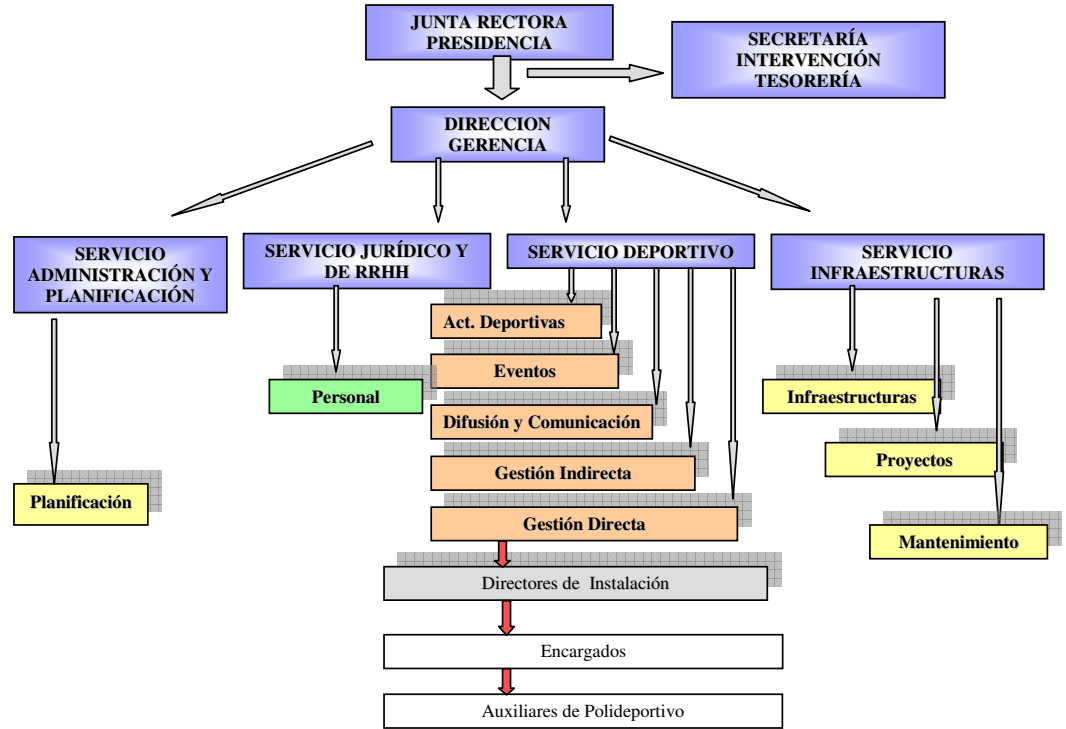 JUNTA RECTORA
PRESIDENCIA
SECRETARÍA
INTERVENCIÓN
TESORERÍA
DIRECCION
GERENCIA
SERVICIO
ADMINISTRACIÓN Y
PLANIFICACIÓN
SERVICIO JURÍDICO Y
DE RRHH
SERVICIO DEPORTIVO
SERVICIO
INFRAESTRUCTURAS
Act. Deportivas
Eventos
Personal
Infraestructuras
Difusión y Comunicación
Proyectos
Gestión Indirecta
Planificación
Gestión Directa
Mantenimiento
Directores de  Instalación
Encargados
Auxiliares de Polideportivo